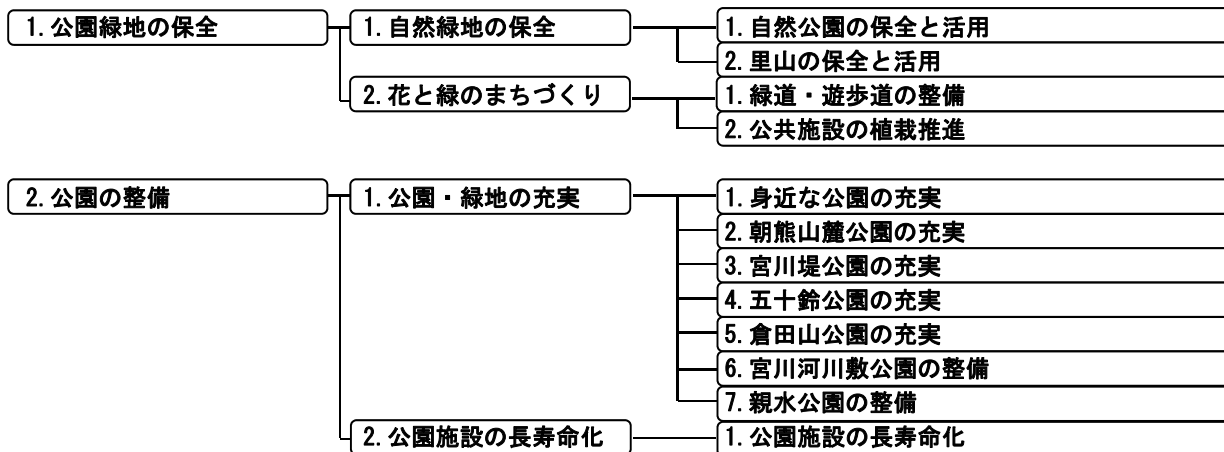 1.公園緑地の保全
1.自然緑地の保全
1.自然公園の保全と活用
2.里山の保全と活用
2.花と緑のまちづくり
1.緑道・遊歩道の整備
2.公共施設の植栽推進
2.公園の整備
1.公園・緑地の充実
1.身近な公園の充実
2.朝熊山麓公園の充実
3.宮川堤公園の充実
4.五十鈴公園の充実
5.倉田山公園の充実
6.宮川河川敷公園の整備
7.親水公園の整備
2.公園施設の長寿命化
1.公園施設の長寿命化